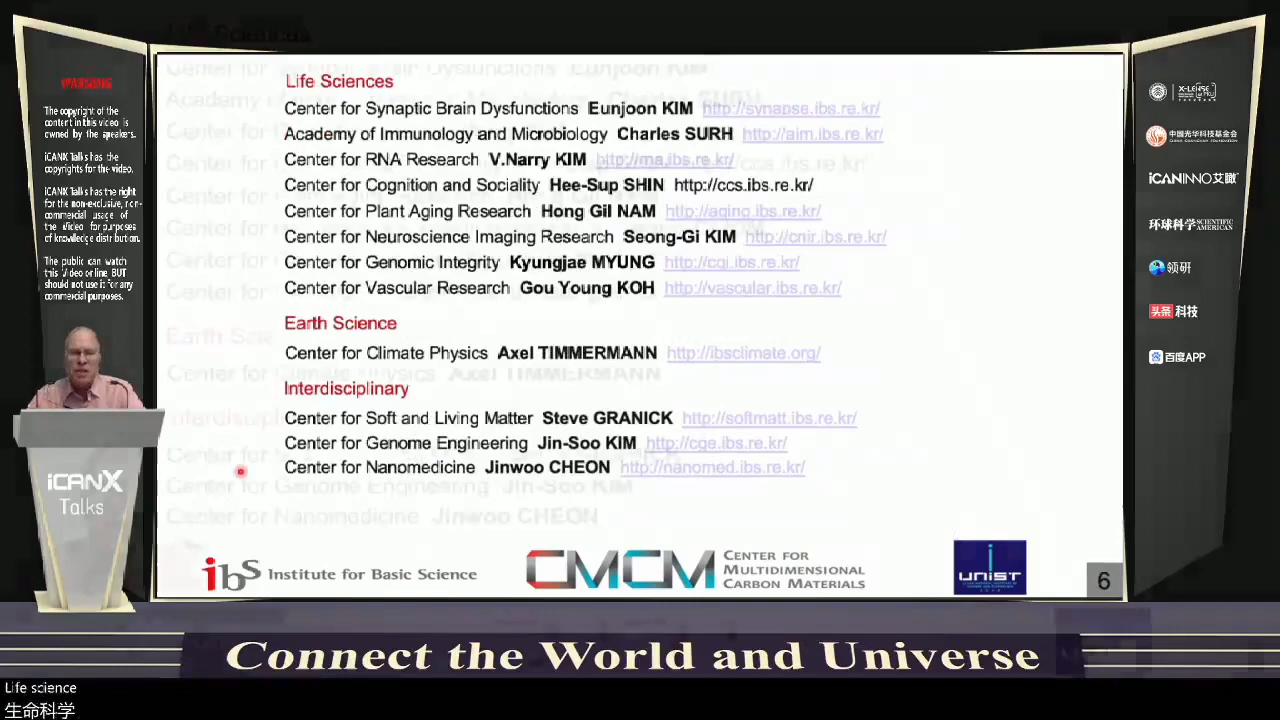 WARNING
The copyright of
the content in this video is
owned by the speakers.
iCANX Talks has the
copyrights for the video.
iCANX Talks has the right
for the non-exclusive, non-
commercial usage of
the Video for purposes
of knowledge distribution.
The public can watch
this Video online, BUT
should not use it for any
commercial purposes.
iCANX
Talks
Life Sciences
Center for Synaptic Brain Dysfunctions Eunjoon KIM http://synapse.ibs.re.kr/
Academy of Immunology and Microbiology Charles SURH http://aim.ibs.re.kr/
Center for RNA Research V.Narry KIM http://rna.ibs.re.kr/
Center for Cognition and Sociality Hee-Sup SHIN http://ccs.ibs.re.kr/
Center for Plant Aging Research Hong Gil NAM http://aging.ibs.re.kr/
Center for Neuroscience Imaging Research Seong-Gi KIM http://cnir.ibs.re.kr/
Center for Genomic Integrity Kyungjae MYUNG http://cgi.ibs.re.kr/
Center for Vascular Research Gou Young KOH http://vascular.ibs.re.kr/
Earth Science
Center for Climate Physics Axel TIMMERMANN http://ibsclimate.org/
Interdisciplinary
Center for Soft and Living Matter Steve GRANICK http://softmatt.ibs.re.kr/
Center for Genome Engineering Jin-Soo KIM http://cge.ibs.re.kr/
Center for Nanomedicine Jinwoo CHEON http://nanomed.ibs.re.kr/
ibS Institute for Basic Science
CMCM CENTER FOR
MULTIDIMENSIONAL
CARBON MATERIALS
UNIST
6
中国光华科技基金会
iCANINNO艾瞰
环球科学 SCIENTIFIC AMERICAN
领研
头条 科技
百度APP
Connect the World and Universe
Life science
生命科学